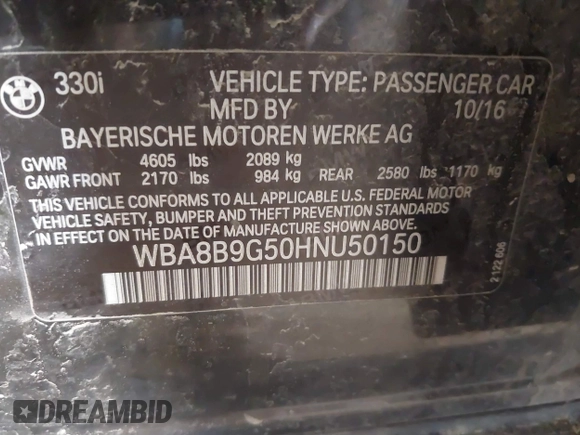 330i VEHICLE TYPE: PASSENGER CAR
MFD BY 10/16
BAYERISCHE MOTOREN WERKE AG
GVWR 4605 lbs 2089 kg
GAWR FRONT 2170 lbs 984 kg REAR 2580 lbs 1170 kg
THIS VEHICLE CONFORMS TO ALL APPLICABLE U.S. FEDERAL MOTOR
VEHICLE SAFETY, BUMPER AND THEFT PREVENTION STANDARDS
IN EFFECT ON THE DATE OF MANUFACTURE SHOWN ABOVE.
WBA8B9G50HNU50150
2 122 606
DREAMBID